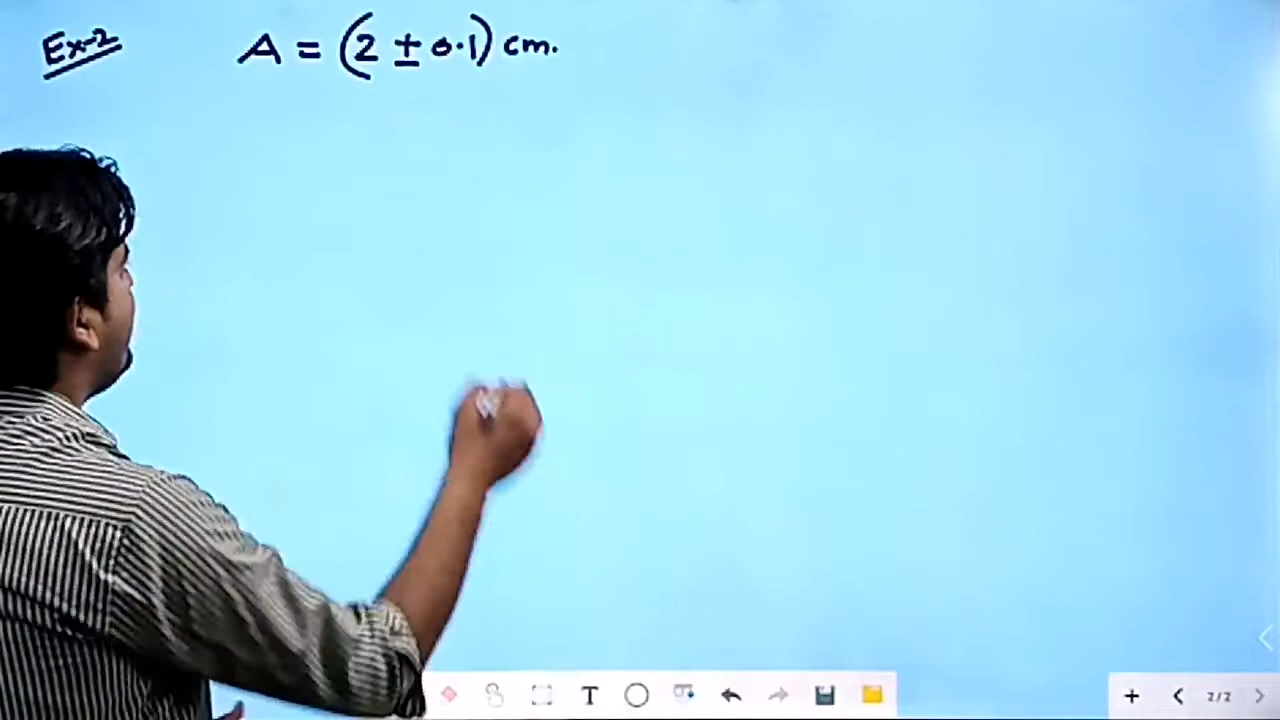 Ex-2
A = (2 ± 0.1) cm.
T
2/2